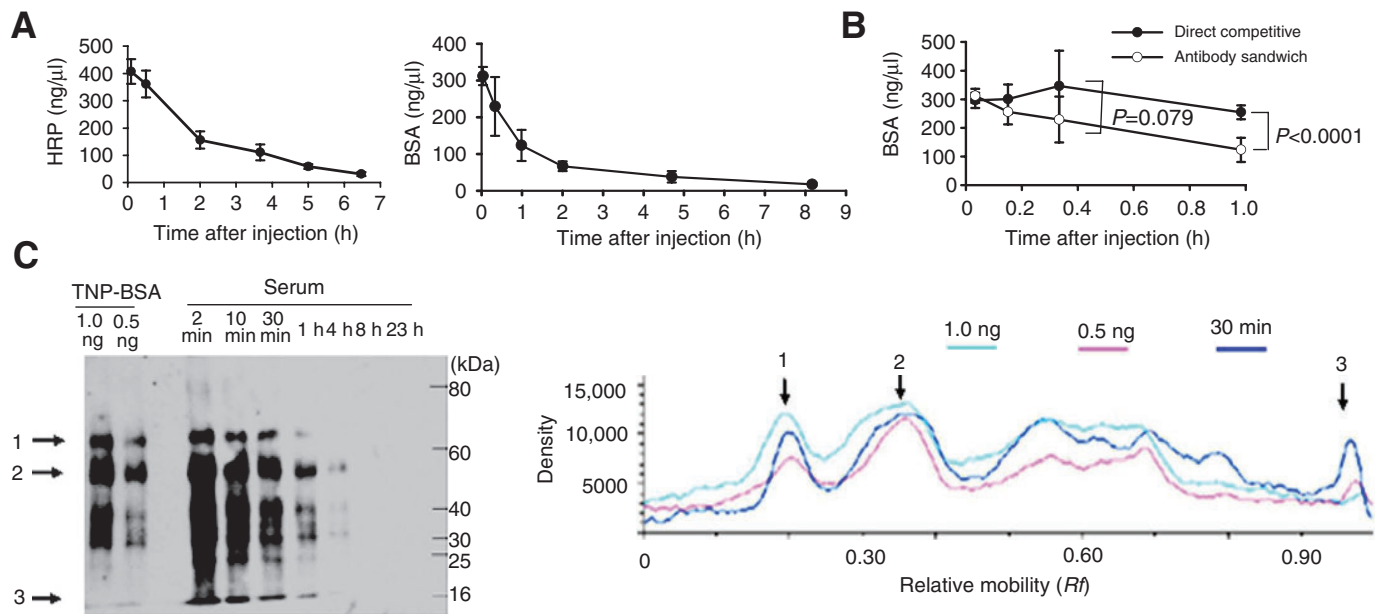 A
HRP (ng/μl)
500
400
300
200
100
0
0 1 2 3 4 5 6 7
Time after injection (h)
BSA (ng/μl)
400
300
200
100
0
0 1 2 3 4 5 6 7 8 9
Time after injection (h)
B
Direct competitive
Antibody sandwich
BSA (ng/μl)
500
400
300
200
100
0
P=0.079
P<0.0001
0 0.2 0.4 0.6 0.8 1.0
Time after injection (h)
C
TNP-BSA Serum
1.0 ng
0.5 ng
2 min
10 min
30 min
1 h 4 h 8 h 23 h
(kDa)
80
60
40
30
25
16
1
2
3
1.0 ng 0.5 ng 30 min
1 2 3
Density
15,000
10,000
5000
0
0 0.30 0.60 0.90
Relative mobility (Rf)